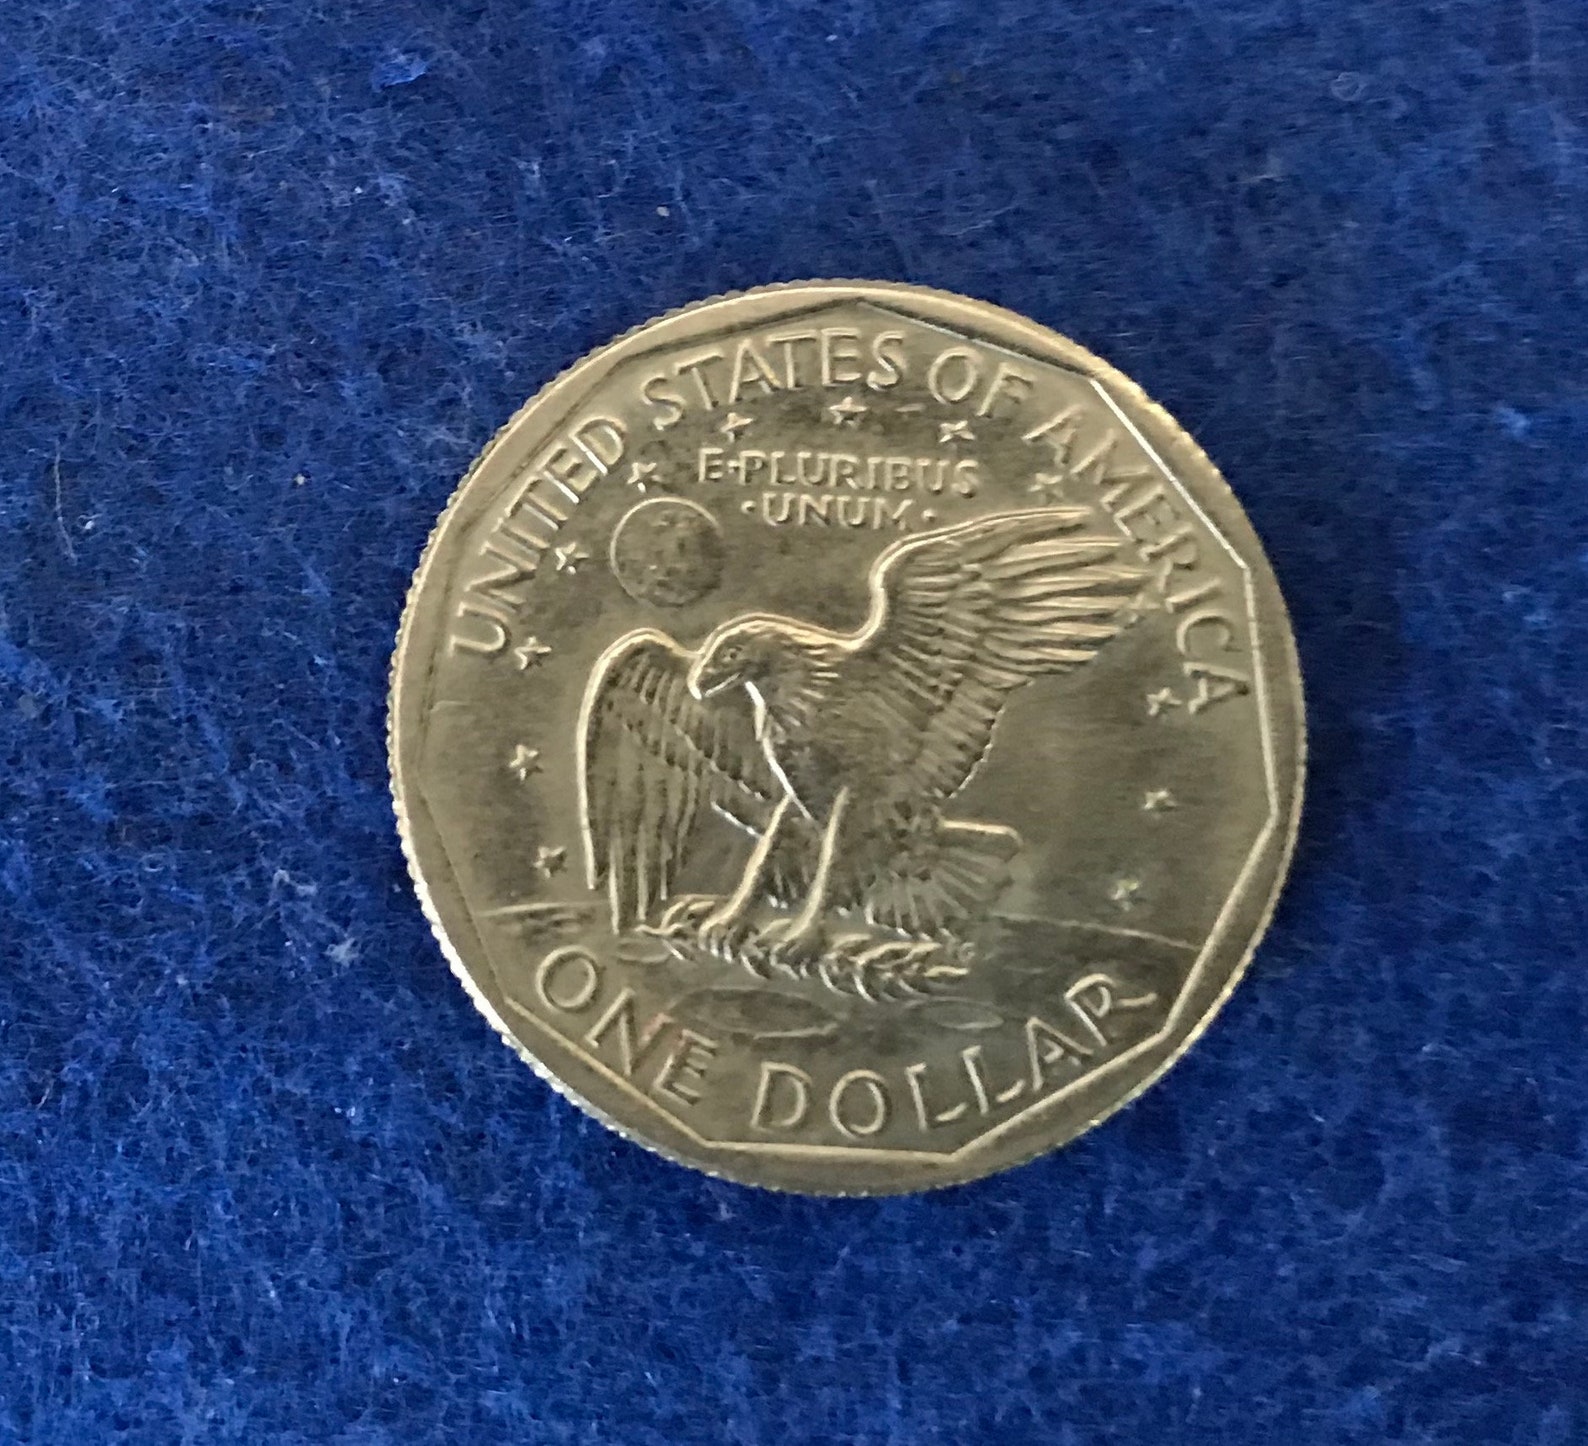 UNITED STATES OF AMERICA
E·PLURIBUS
·UNUM·
ONE DOLLAR